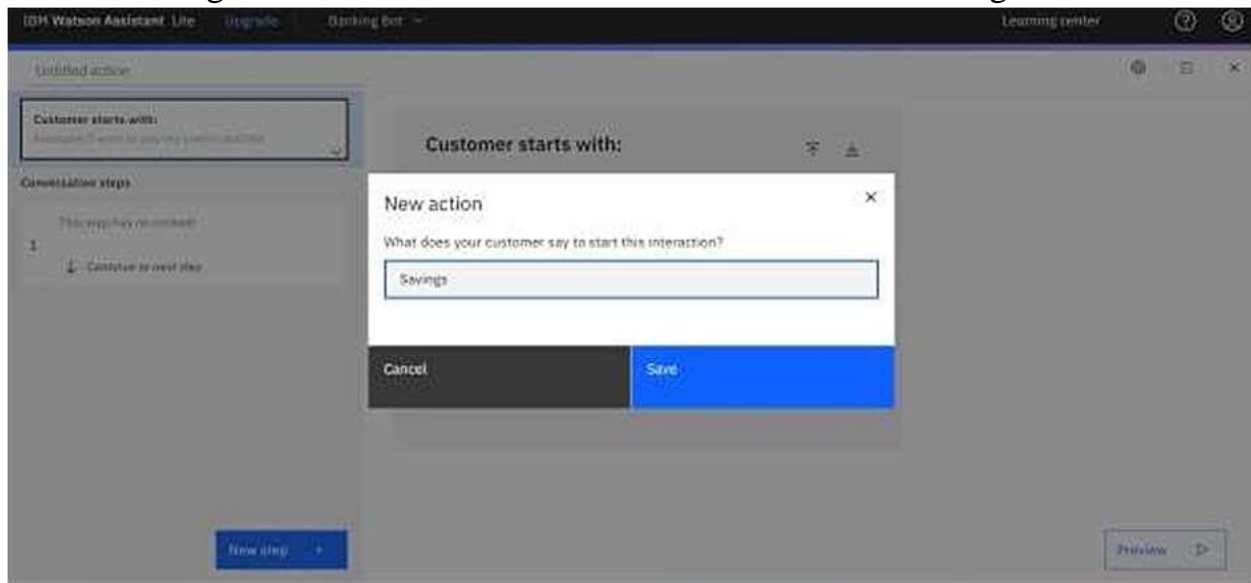 IBM Watson Assistant Lite Upgrade Banking Bot Learning center
Untitled action
Customer starts with:
Customer starts with:
Conversation steps
New action
What does your customer say to start this interaction?
This step has no content
1
Continue to next step
Savings
Cancel Save
New step +
Preview